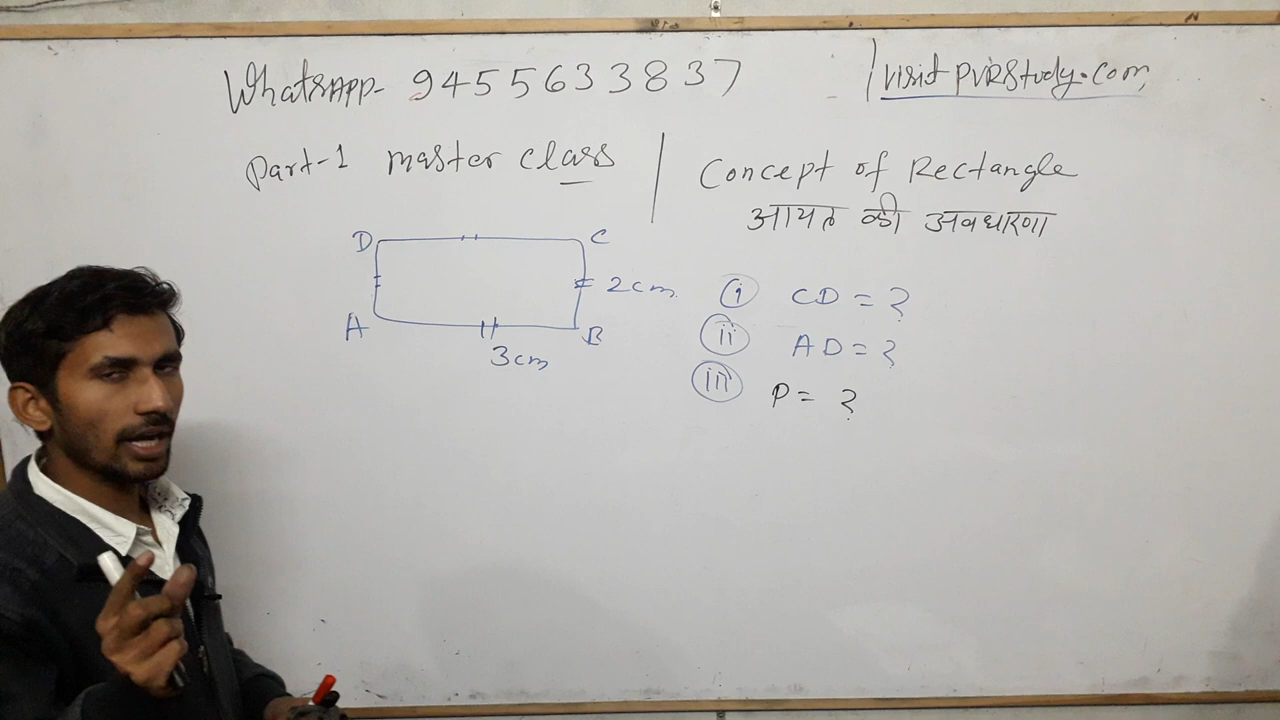 WhatsApp- 9455633837 | visit PVRStudy.com
Part-1 master class | Concept of Rectangle
आयत की अवधारणा
D C
2cm
A B
3cm
(i) CD = ?
(ii) AD = ?
(iii) P = ?